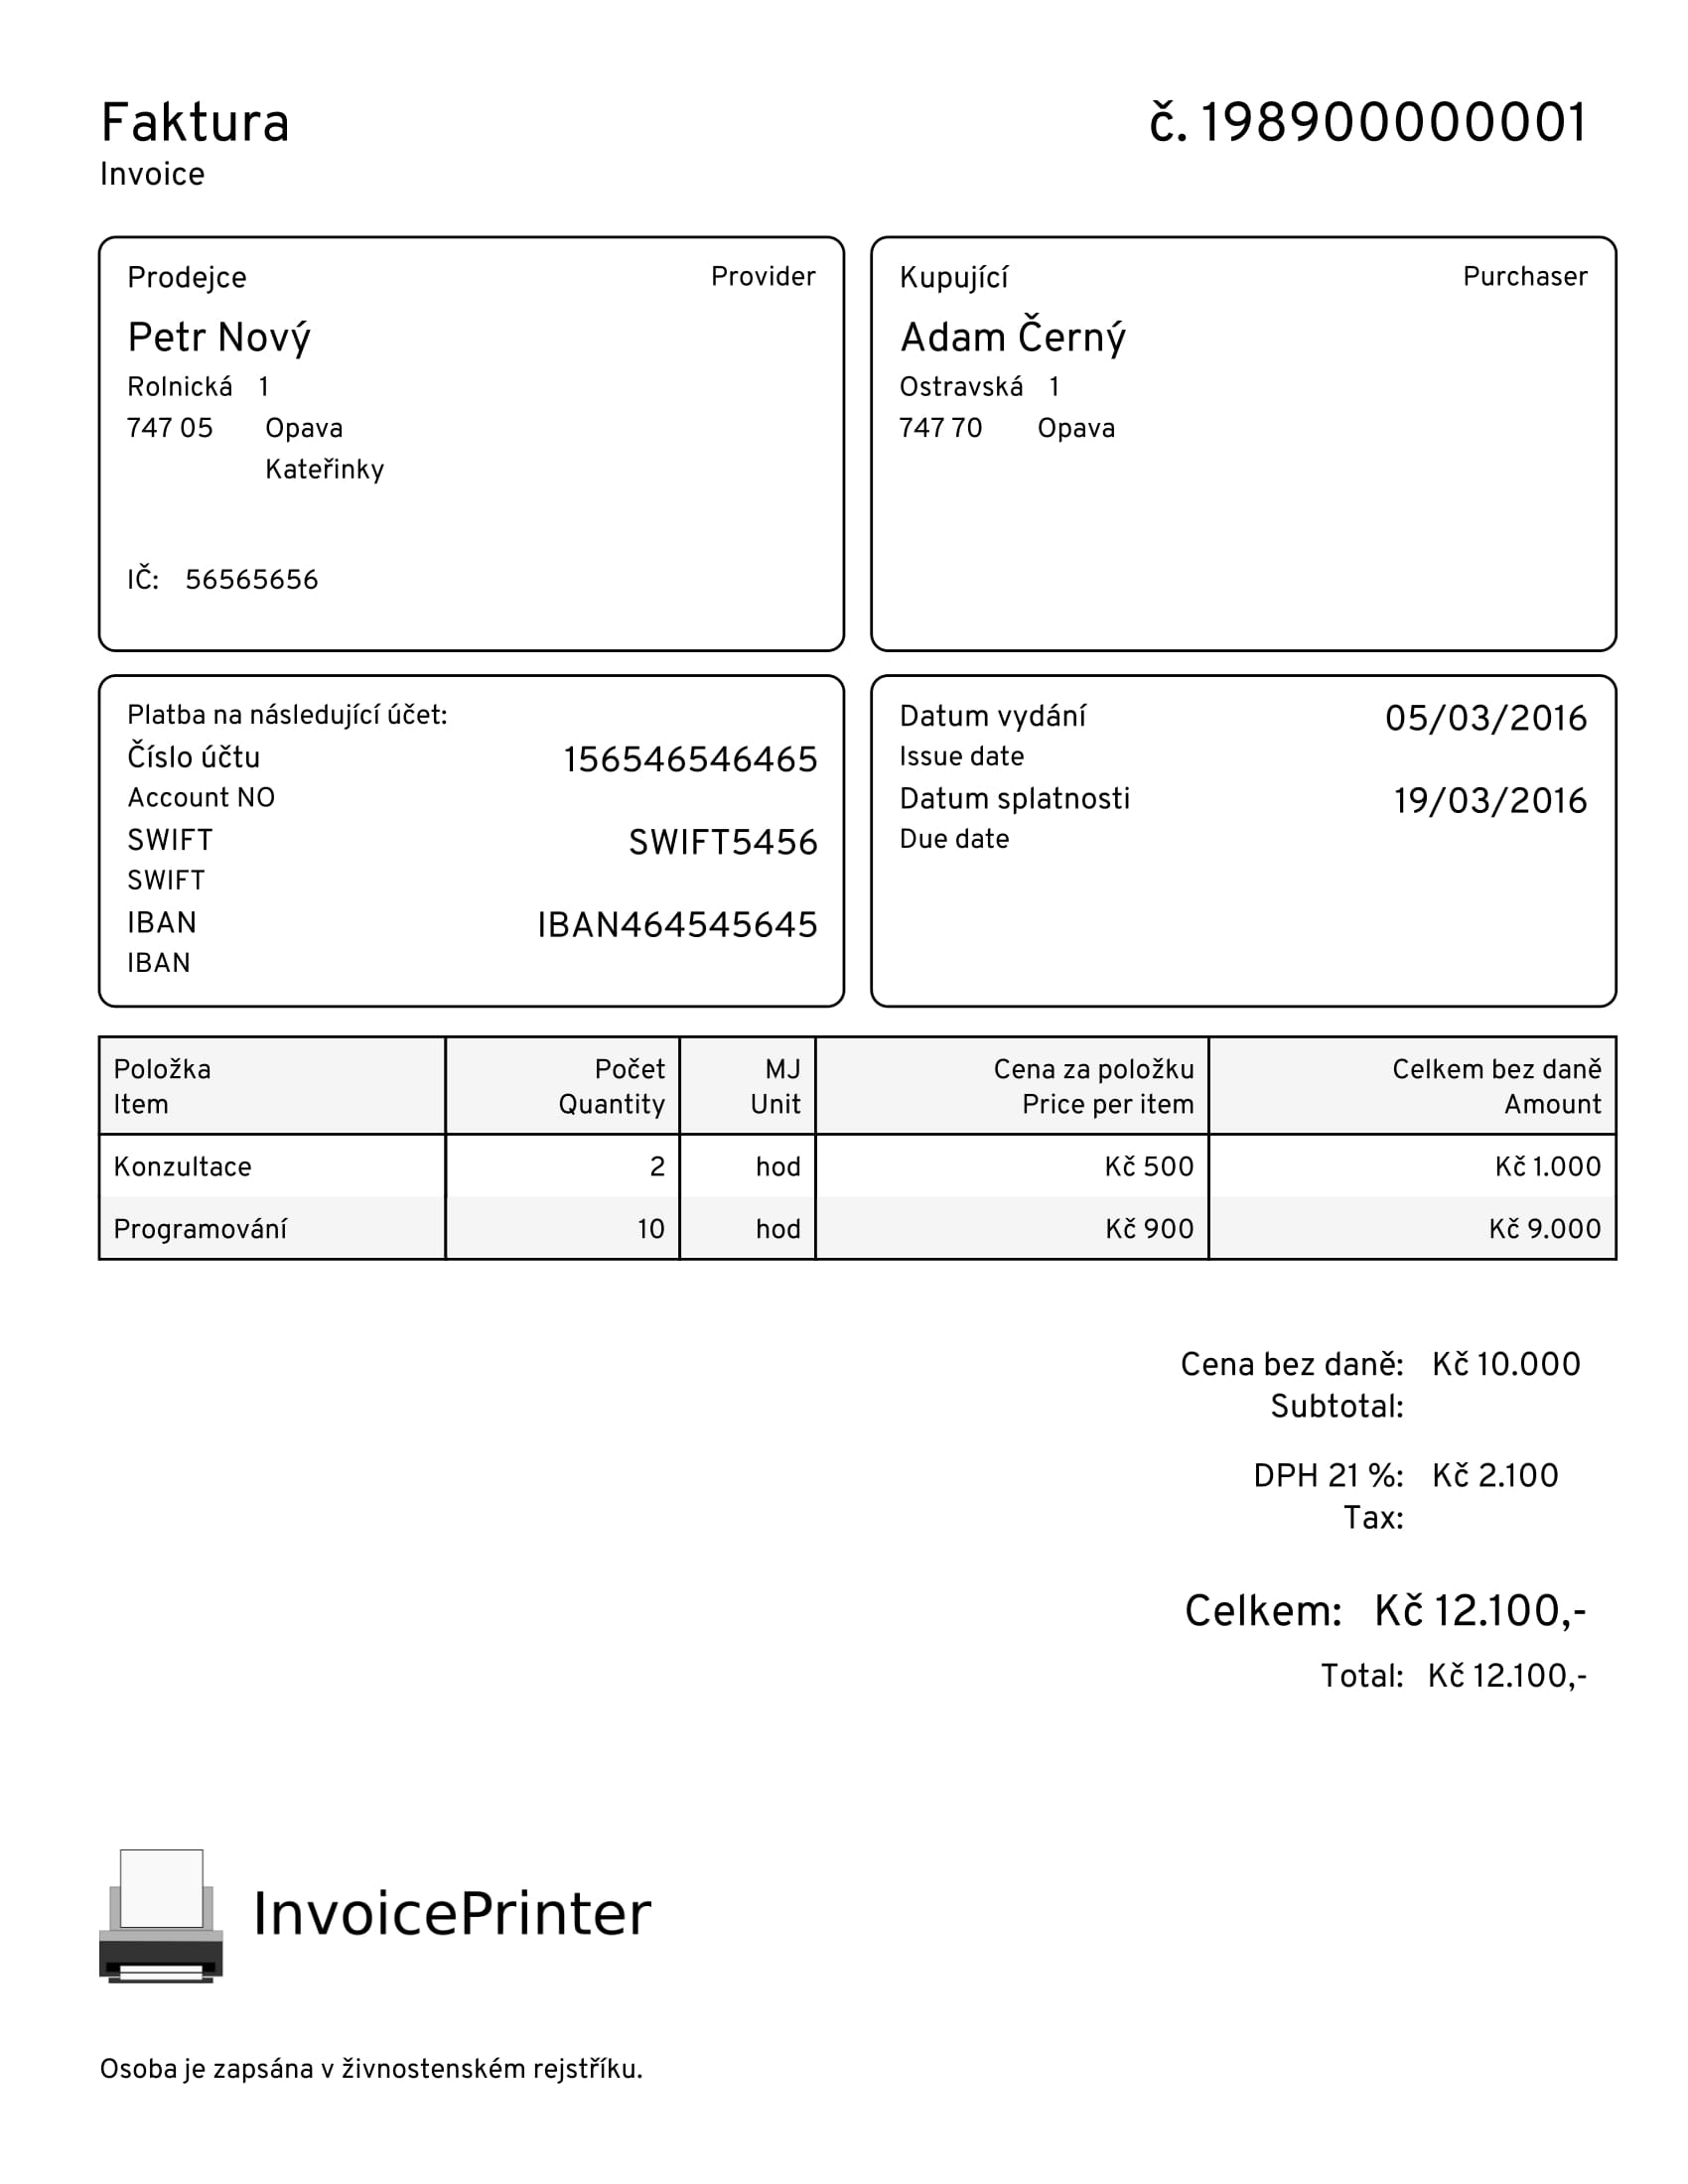 Faktura
č. 198900000001
Invoice
Prodejce Provider
Petr Nový
Rolnická 1
747 05 Opava
Kateřinky
IČ: 56565656
Kupující Purchaser
Adam Černý
Ostravská 1
747 70 Opava
Platba na následující účet:
Číslo účtu 156546546465
Account NO
SWIFT SWIFT5456
SWIFT
IBAN IBAN464545645
IBAN
Datum vydání 05/03/2016
Issue date
Datum splatnosti 19/03/2016
Due date
Položka Počet MJ Cena za položku Celkem bez daně
Item Quantity Unit Price per item Amount
Konzultace 2 hod Kč 500 Kč 1.000
Programování 10 hod Kč 900 Kč 9.000
Cena bez daně: Kč 10.000
Subtotal:
DPH 21 %: Kč 2.100
Tax:
Celkem: Kč 12.100,-
Total: Kč 12.100,-
InvoicePrinter
Osoba je zapsána v živnostenském rejstříku.